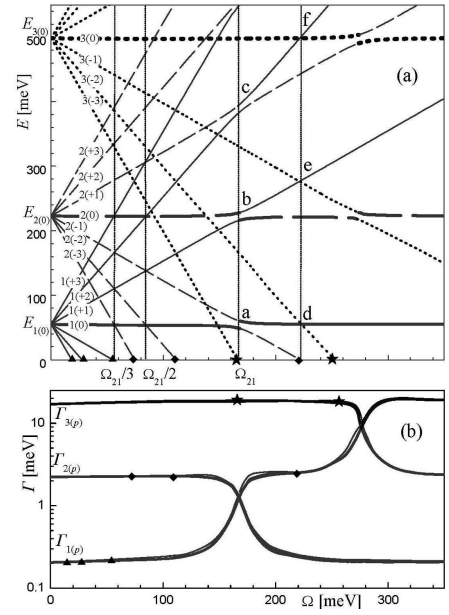 E3(0)
500
400
300
E2(0)
200
100
E1(0)
0
E [meV]
(a)
3(0)
3(-1)
3(-2)
3(-3)
2(+3)
2(+2)
2(+1)
2(0)
2(-1)
2(-2)
2(-3)
1(+3)
1(+2)
1(+1)
1(0)
a
b
c
d
e
f
Ω21/3
Ω21/2
Ω21
(b)
Γ [meV]
10
1
0.1
Γ3(p)
Γ2(p)
Γ1(p)
0
100
200
Ω [meV]
300